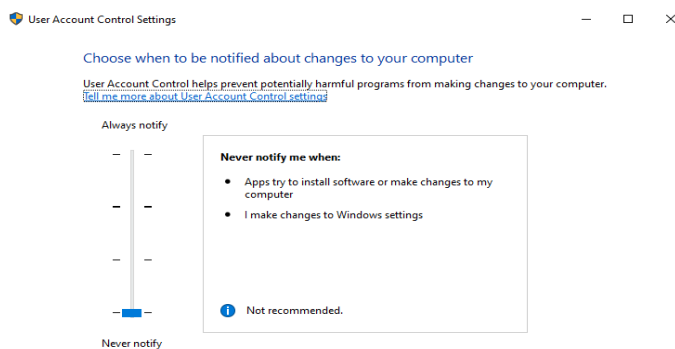 User Account Control Settings
Choose when to be notified about changes to your computer
User Account Control helps prevent potentially harmful programs from making changes to your computer.
Tell me more about User Account Control settings
Always notify
Never notify me when:
• Apps try to install software or make changes to my
computer
• I make changes to Windows settings
Not recommended.
Never notify